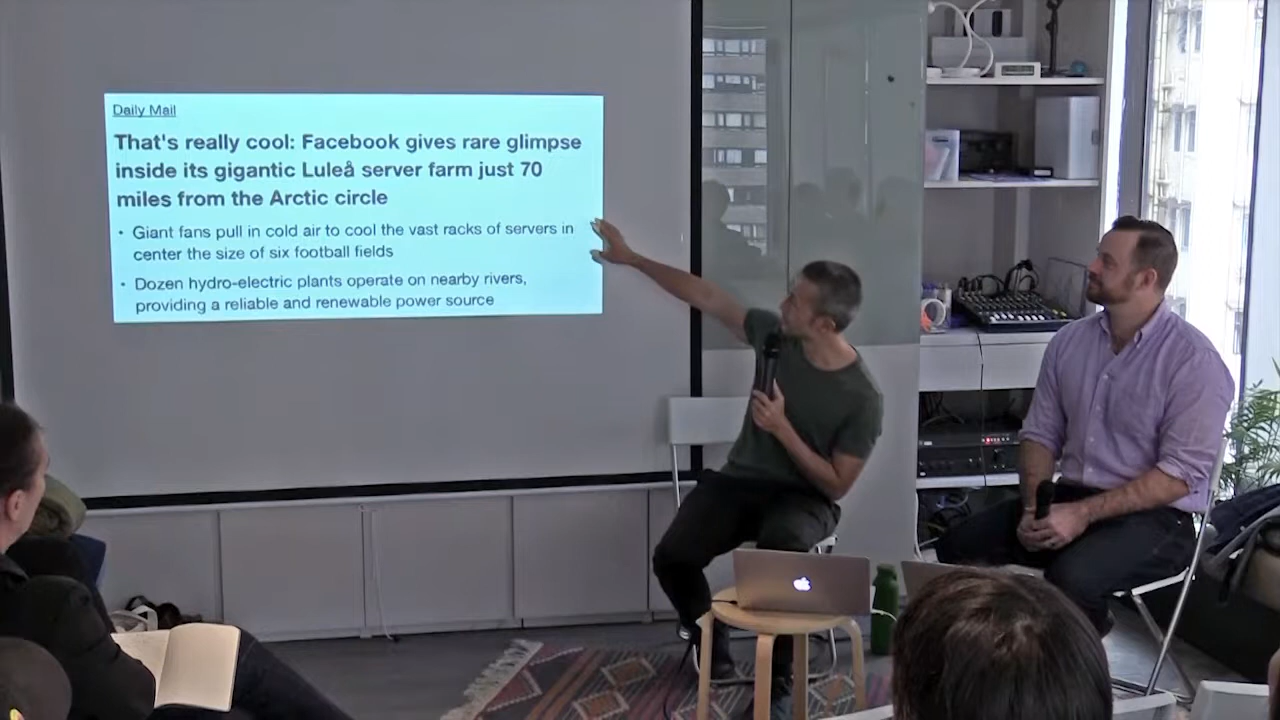 Daily Mail
That's really cool: Facebook gives rare glimpse
inside its gigantic Luleå server farm just 70
miles from the Arctic circle
• Giant fans pull in cold air to cool the vast racks of servers in
center the size of six football fields
• Dozen hydro-electric plants operate on nearby rivers,
providing a reliable and renewable power source